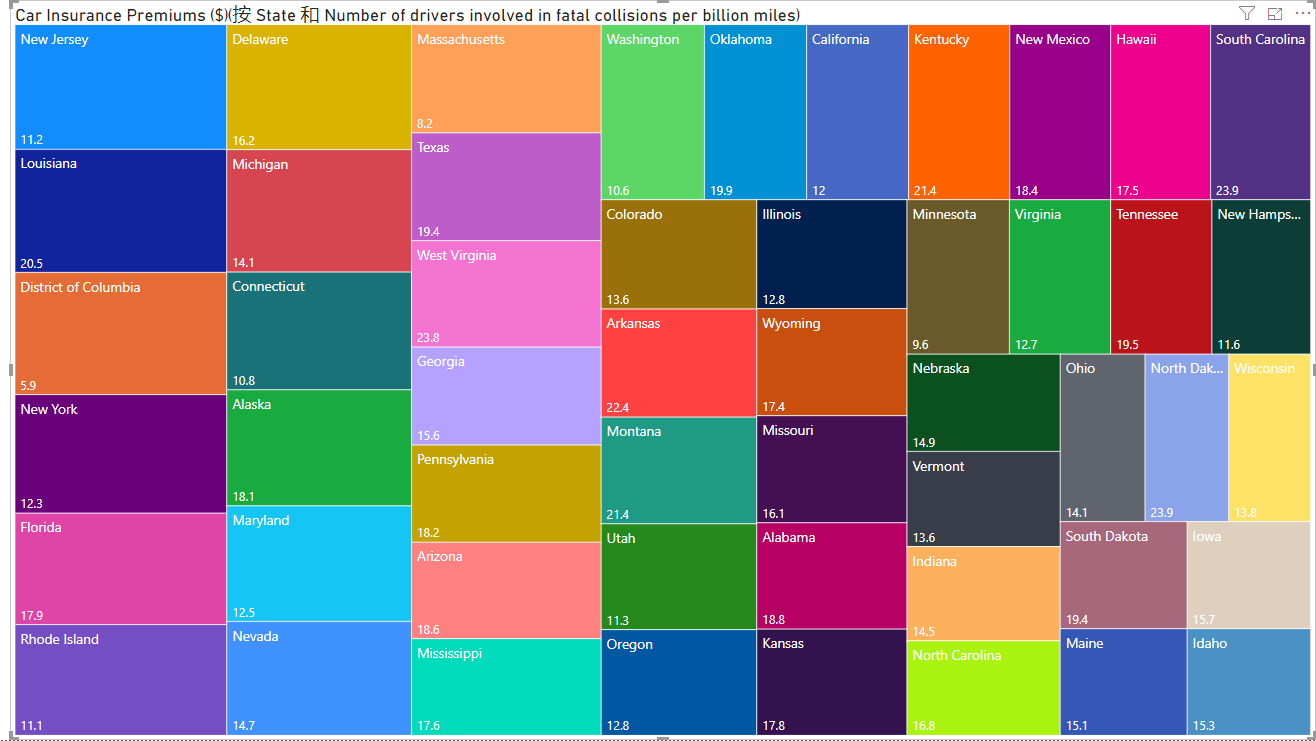 Car Insurance Premiums ($)(按 State 和 Number of drivers involved in fatal collisions per billion miles)
New Jersey
11.2
Louisiana
20.5
District of Columbia
5.9
New York
12.3
Florida
17.9
Rhode Island
11.1
Delaware
16.2
Michigan
14.1
Connecticut
10.8
Alaska
18.1
Maryland
12.5
Nevada
14.7
Massachusetts
8.2
Texas
19.4
West Virginia
23.8
Georgia
15.6
Pennsylvania
18.2
Arizona
18.6
Mississippi
17.6
Washington
10.6
Oklahoma
19.9
California
12
Kentucky
21.4
New Mexico
18.4
Hawaii
17.5
South Carolina
23.9
Colorado
13.6
Arkansas
22.4
Montana
21.4
Utah
11.3
Oregon
12.8
Illinois
12.8
Wyoming
17.4
Missouri
16.1
Alabama
18.8
Kansas
17.8
Minnesota
9.6
Virginia
12.7
Tennessee
19.5
New Hamps...
11.6
Nebraska
14.9
Vermont
13.6
Indiana
14.5
North Carolina
16.8
Ohio
14.1
North Dak...
23.9
Wisconsin
13.8
South Dakota
19.4
Iowa
15.7
Maine
15.1
Idaho
15.3